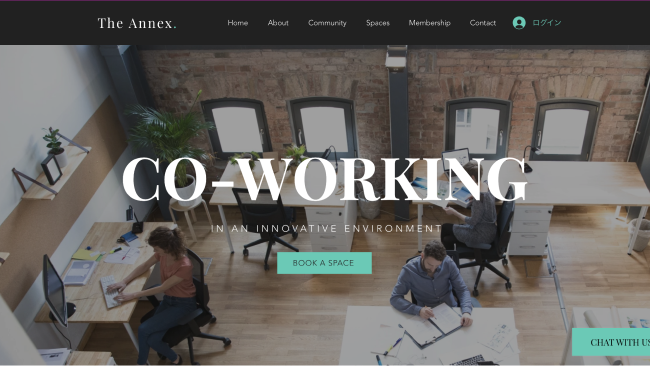 The Annex.
Home About Community Spaces Membership Contact ログイン
CO-WORKING
IN AN INNOVATIVE ENVIRONMENT
BOOK A SPACE
CHAT WITH US